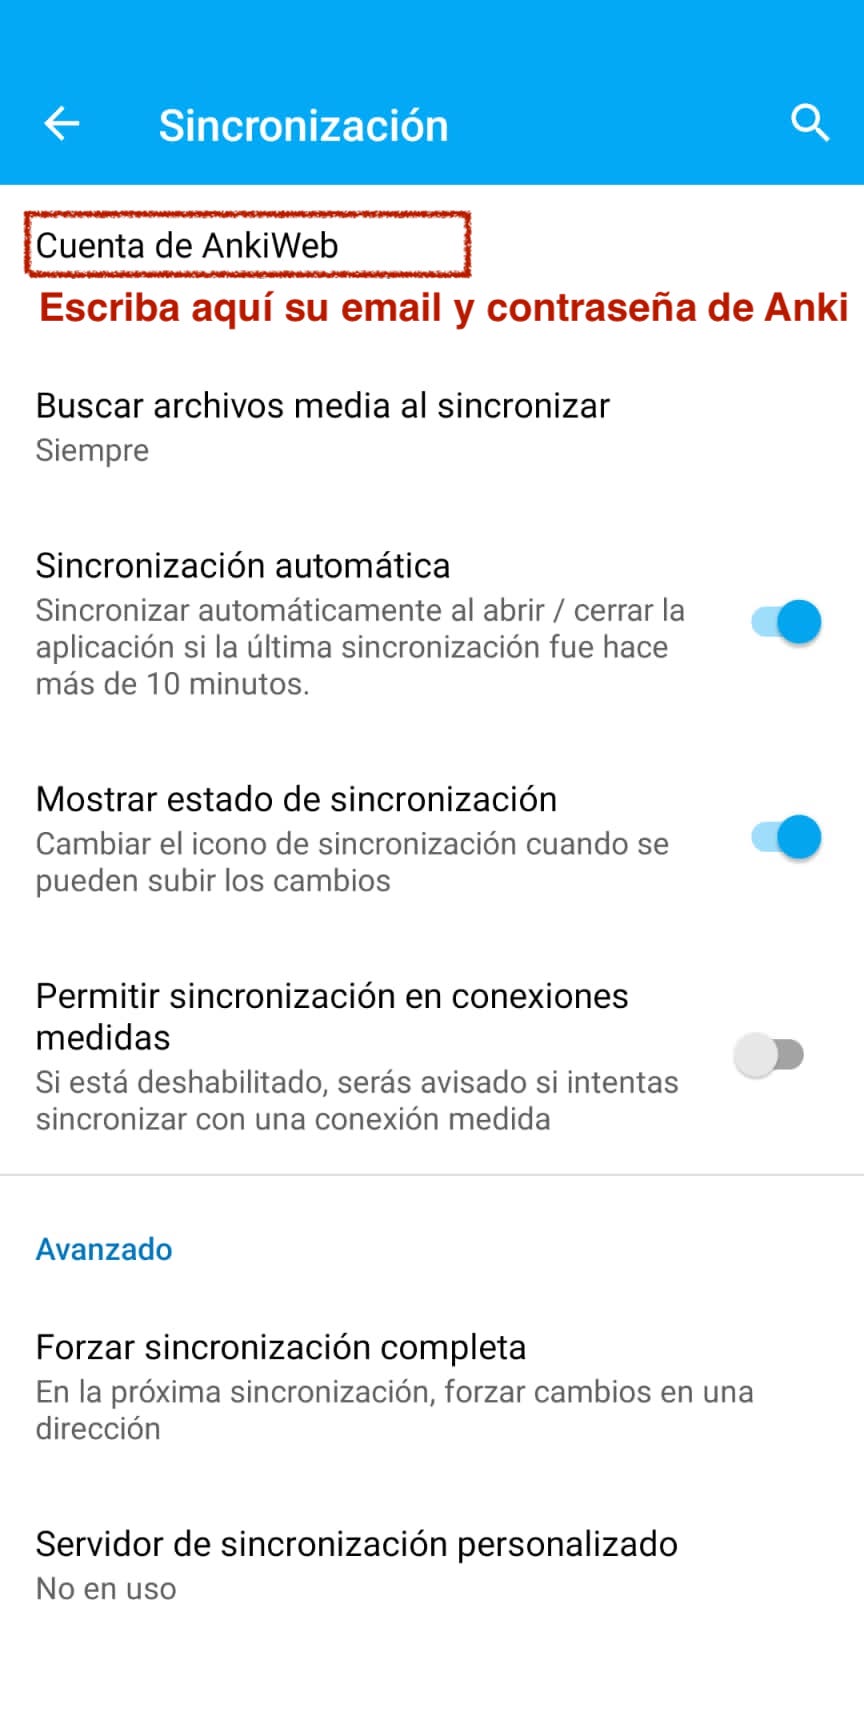 Sincronización
Cuenta de AnkiWeb
Escriba aquí su email y contraseña de Anki
Buscar archivos media al sincronizar
Siempre
Sincronización automática
Sincronizar automáticamente al abrir / cerrar la
aplicación si la última sincronización fue hace
más de 10 minutos.
Mostrar estado de sincronización
Cambiar el icono de sincronización cuando se
pueden subir los cambios
Permitir sincronización en conexiones
medidas
Si está deshabilitado, serás avisado si intentas
sincronizar con una conexión medida
Avanzado
Forzar sincronización completa
En la próxima sincronización, forzar cambios en una
dirección
Servidor de sincronización personalizado
No en uso